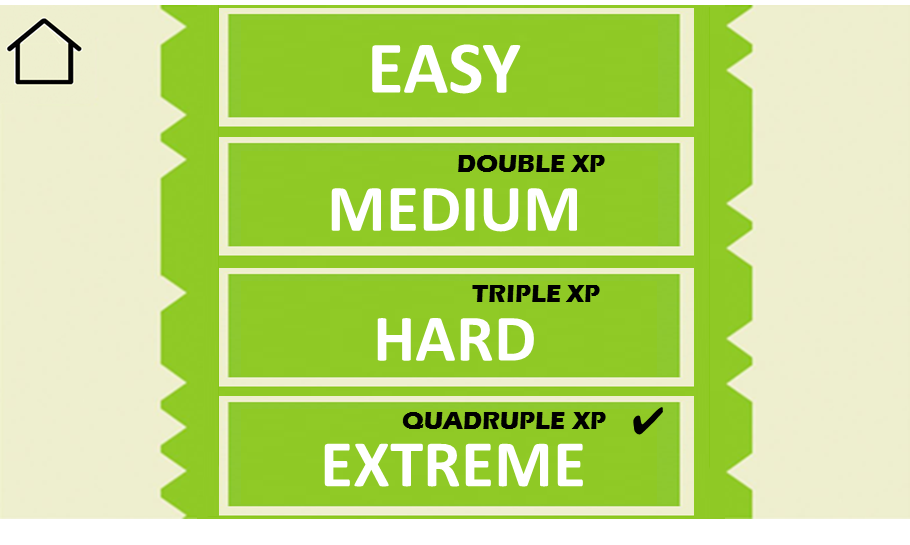 EASY
DOUBLE XP
MEDIUM
TRIPLE XP
HARD
QUADRUPLE XP ✔
EXTREME